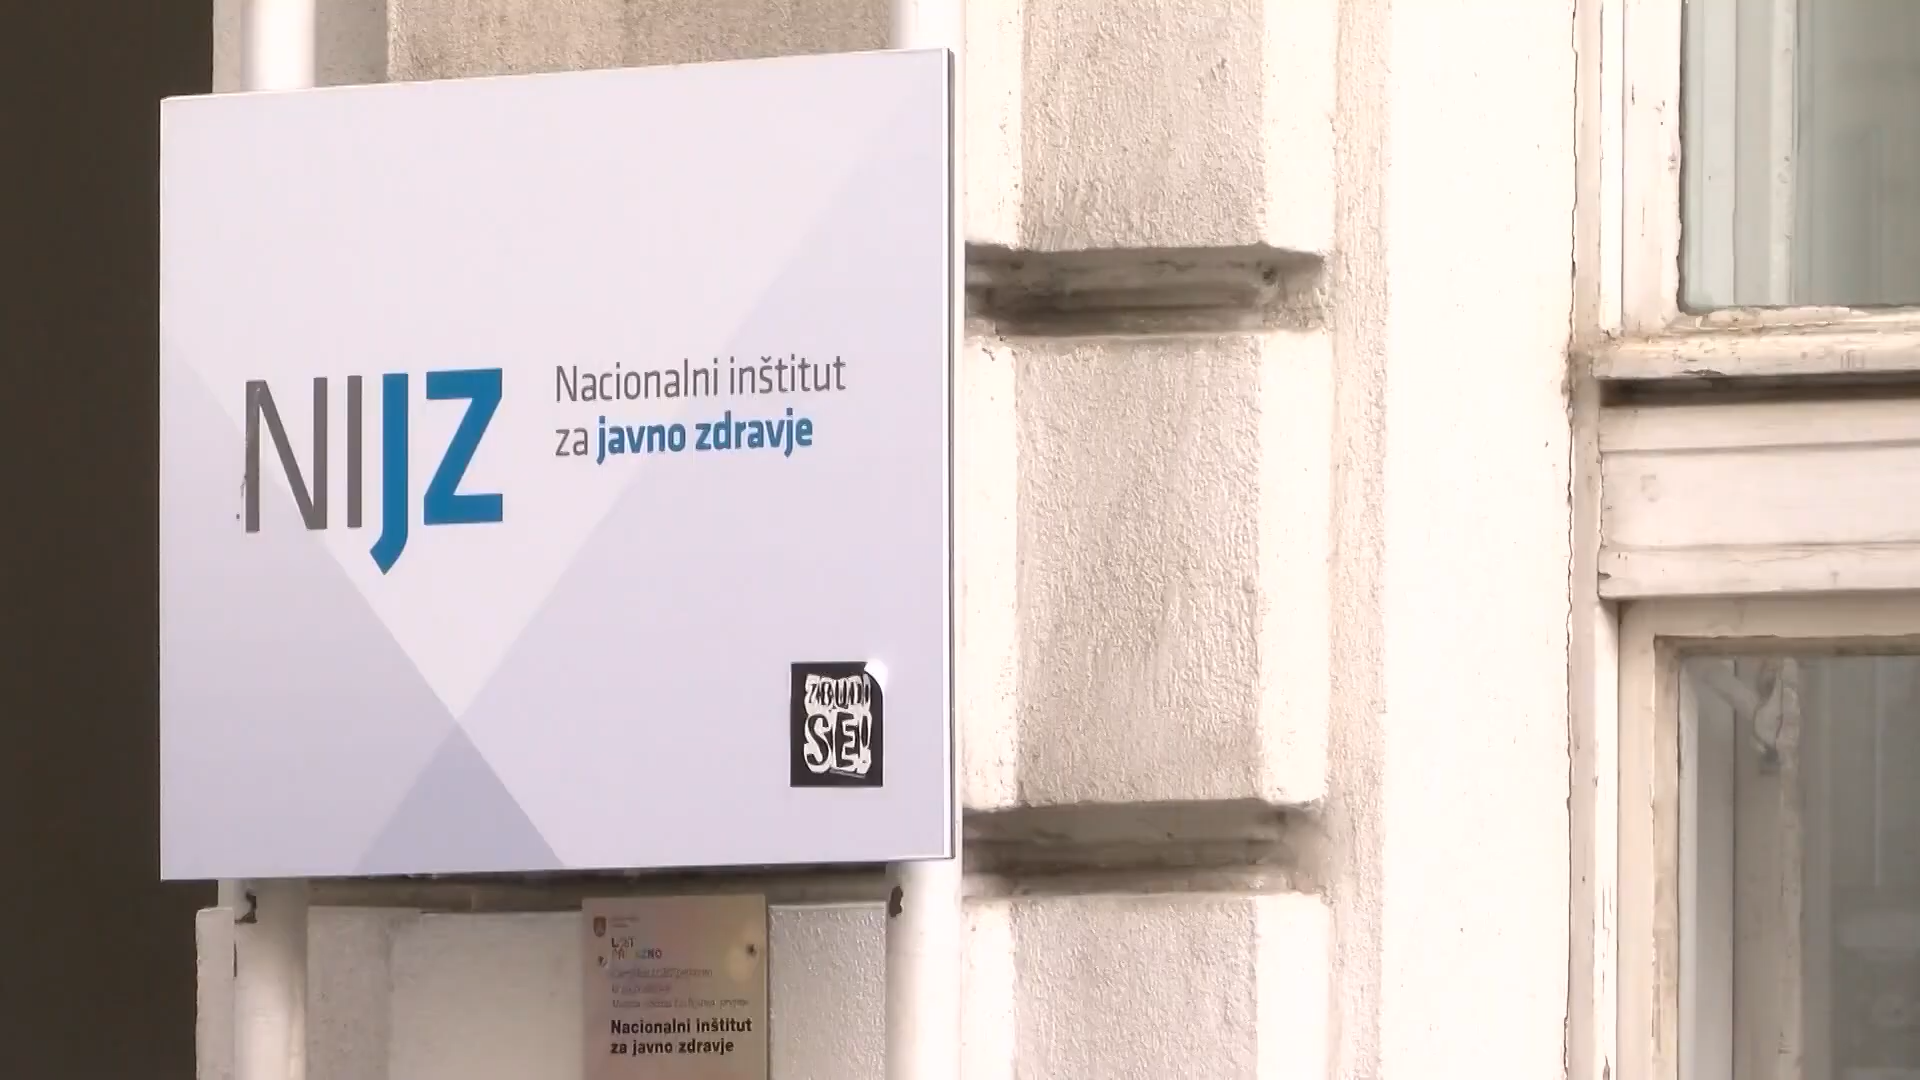 NIJZ
Nacionalni inštitut
za javno zdravje
ZBUDI
SE!
Nacionalni inštitut
za javno zdravje